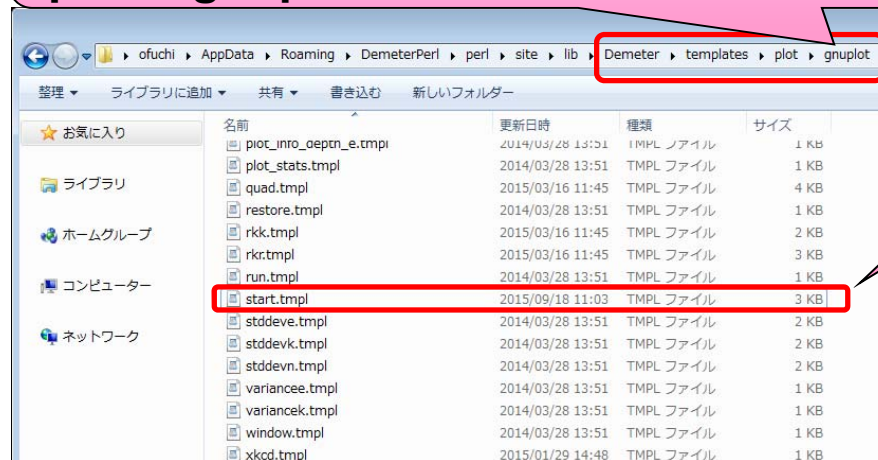 ▸ ofuchi ▸ AppData ▸ Roaming ▸ DemeterPerl ▸ perl ▸ site ▸ lib ▸ Demeter ▸ templates ▸ plot ▸ gnuplot
整理 ▼ ライブラリに追加 ▼ 共有 ▼ 書き込む 新しいフォルダー
お気に入り
ライブラリ
ホームグループ
コンピューター
ネットワーク
名前 更新日時 種類 サイズ
plot_info_depth_e.tmpl 2014/03/28 13:51 TMPL ファイル 1 KB
plot_stats.tmpl 2014/03/28 13:51 TMPL ファイル 1 KB
quad.tmpl 2015/03/16 11:45 TMPL ファイル 4 KB
restore.tmpl 2014/03/28 13:51 TMPL ファイル 1 KB
rkk.tmpl 2015/03/16 11:45 TMPL ファイル 2 KB
rkr.tmpl 2015/03/16 11:45 TMPL ファイル 3 KB
run.tmpl 2014/03/28 13:51 TMPL ファイル 1 KB
start.tmpl 2015/09/18 11:03 TMPL ファイル 3 KB
stddeve.tmpl 2014/03/28 13:51 TMPL ファイル 2 KB
stddevk.tmpl 2014/03/28 13:51 TMPL ファイル 2 KB
stddevn.tmpl 2014/03/28 13:51 TMPL ファイル 2 KB
variancee.tmpl 2014/03/28 13:51 TMPL ファイル 1 KB
variancek.tmpl 2014/03/28 13:51 TMPL ファイル 1 KB
window.tmpl 2014/03/28 13:51 TMPL ファイル 1 KB
xkcd.tmpl 2015/01/29 14:48 TMPL ファイル 1 KB